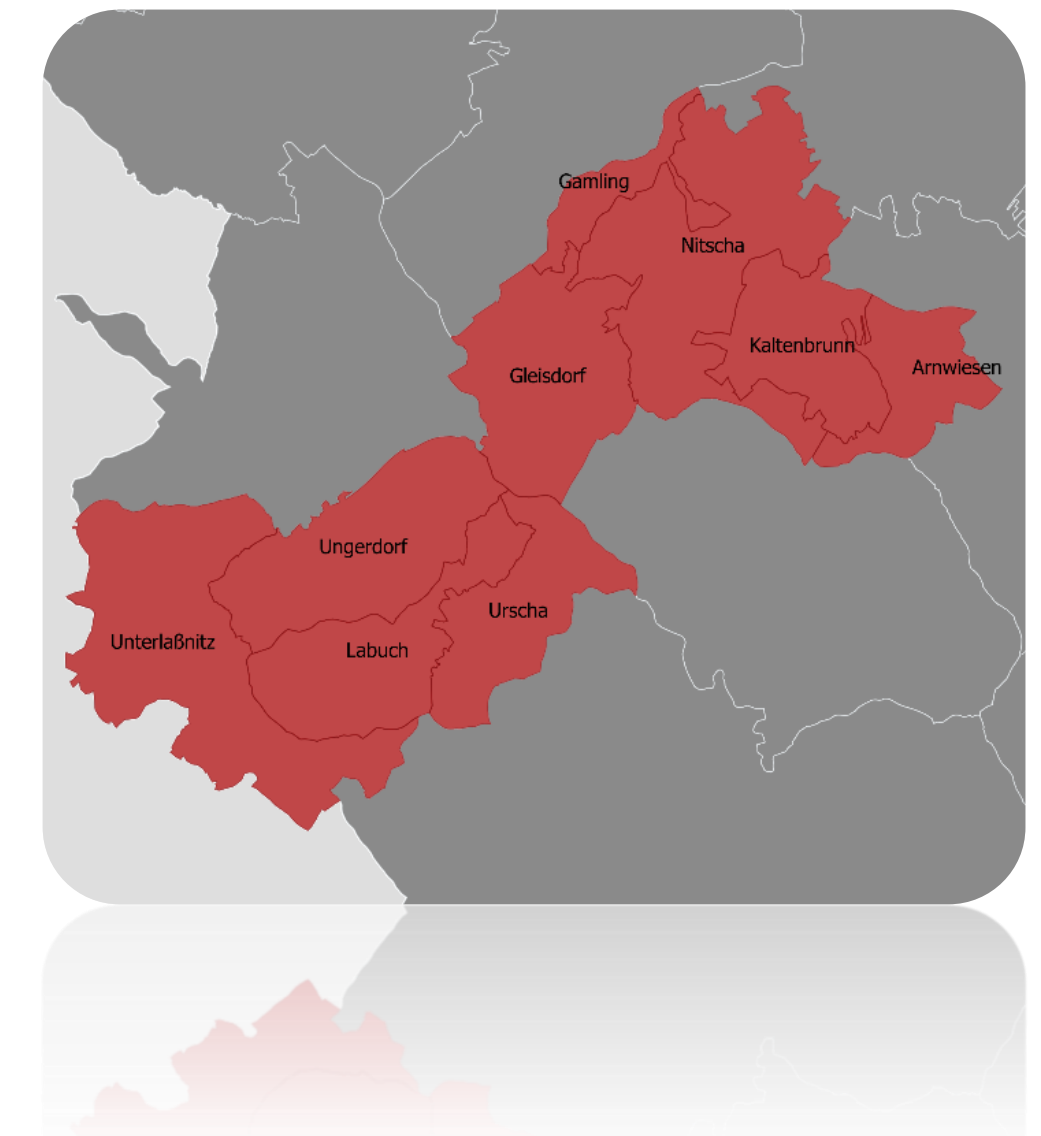 Gamling
Nitscha
Kaltenbrunn
Arnwiesen
Gleisdorf
Ungerdorf
Urscha
Unterlaßnitz
Labuch